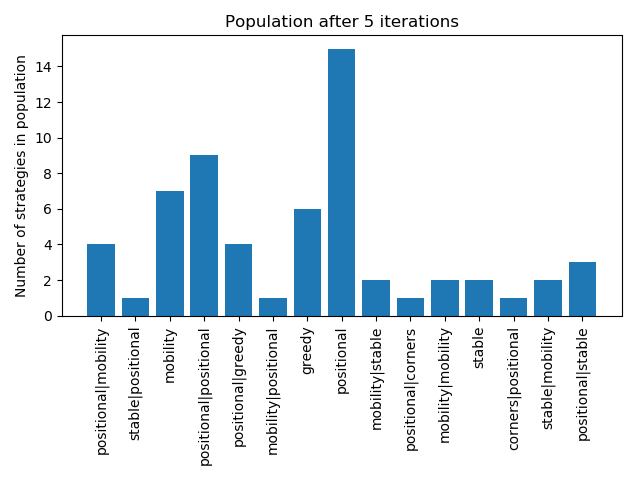 Population after 5 iterations
Number of strategies in population
14
12
10
8
6
4
2
0
positional|mobility
stable|positional
mobility
positional|positional
positional|greedy
mobility|positional
greedy
positional
mobility|stable
positional|corners
mobility|mobility
stable
corners|positional
stable|mobility
positional|stable